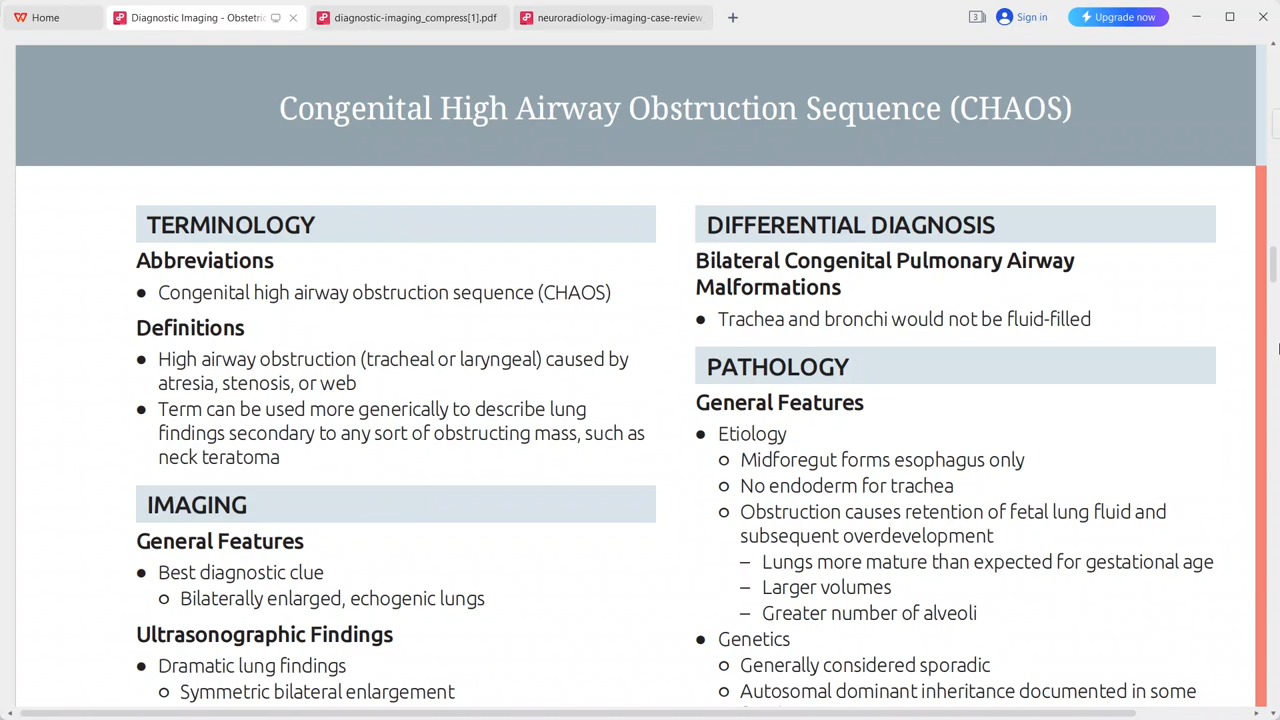 Home
Diagnostic Imaging - Obstetric
diagnostic-imaging_compress[1].pdf
neuroradiology-imaging-case-review
3
Sign in
Upgrade now
Congenital High Airway Obstruction Sequence (CHAOS)
TERMINOLOGY
Abbreviations
● Congenital high airway obstruction sequence (CHAOS)
Definitions
● High airway obstruction (tracheal or laryngeal) caused by
atresia, stenosis, or web
● Term can be used more generically to describe lung
findings secondary to any sort of obstructing mass, such as
neck teratoma
IMAGING
General Features
● Best diagnostic clue
○ Bilaterally enlarged, echogenic lungs
Ultrasonographic Findings
● Dramatic lung findings
○ Symmetric bilateral enlargement
DIFFERENTIAL DIAGNOSIS
Bilateral Congenital Pulmonary Airway
Malformations
● Trachea and bronchi would not be fluid-filled
PATHOLOGY
General Features
● Etiology
○ Midforegut forms esophagus only
○ No endoderm for trachea
○ Obstruction causes retention of fetal lung fluid and
subsequent overdevelopment
– Lungs more mature than expected for gestational age
– Larger volumes
– Greater number of alveoli
● Genetics
○ Generally considered sporadic
○ Autosomal dominant inheritance documented in some